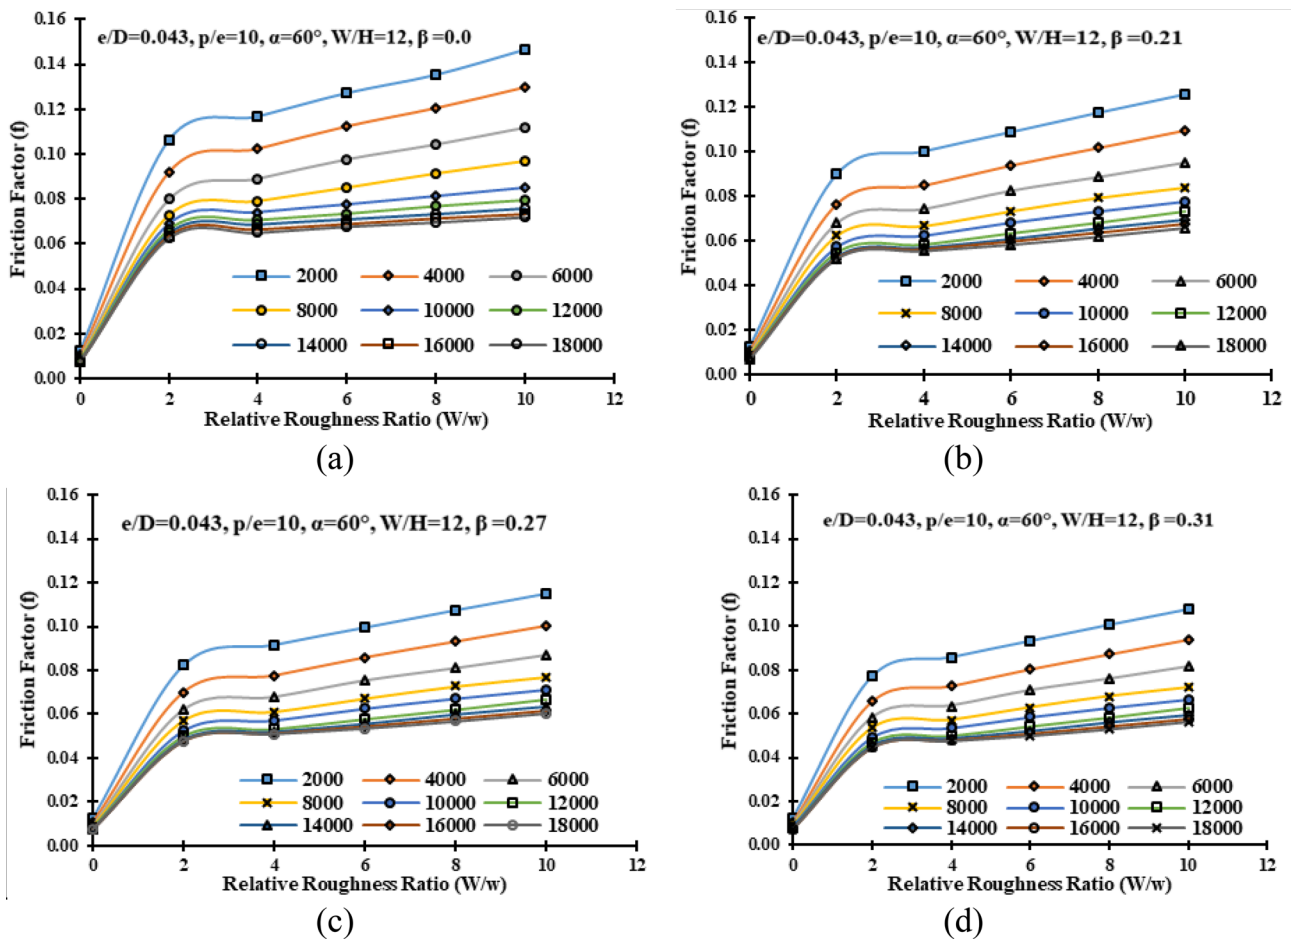 e/D=0.043, p/e=10, α=60°, W/H=12, β =0.0
Friction Factor (f)
0.16
0.14
0.12
0.10
0.08
0.06
0.04
0.02
0.00
2000 4000 6000
8000 10000 12000
14000 16000 18000
0 2 4 6 8 10 12
Relative Roughness Ratio (W/w)
(a)
e/D=0.043, p/e=10, α=60°, W/H=12, β =0.21
Friction Factor (f)
0.16
0.14
0.12
0.10
0.08
0.06
0.04
0.02
0.00
2000 4000 6000
8000 10000 12000
14000 16000 18000
0 2 4 6 8 10 12
Relative Roughness Ratio (W/w)
(b)
e/D=0.043, p/e=10, α=60°, W/H=12, β =0.27
Friction Factor (f)
0.16
0.14
0.12
0.10
0.08
0.06
0.04
0.02
0.00
2000 4000 6000
8000 10000 12000
14000 16000 18000
0 2 4 6 8 10 12
Relative Roughness Ratio (W/w)
(c)
e/D=0.043, p/e=10, α=60°, W/H=12, β =0.31
Friction Factor (f)
0.16
0.14
0.12
0.10
0.08
0.06
0.04
0.02
0.00
2000 4000 6000
8000 10000 12000
14000 16000 18000
0 2 4 6 8 10 12
Relative Roughness Ratio (W/w)
(d)